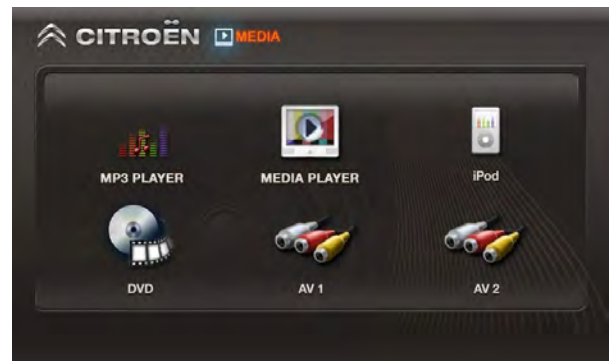 CITROËN MEDIA
MP3 PLAYER MEDIA PLAYER iPod
DVD AV 1 AV 2